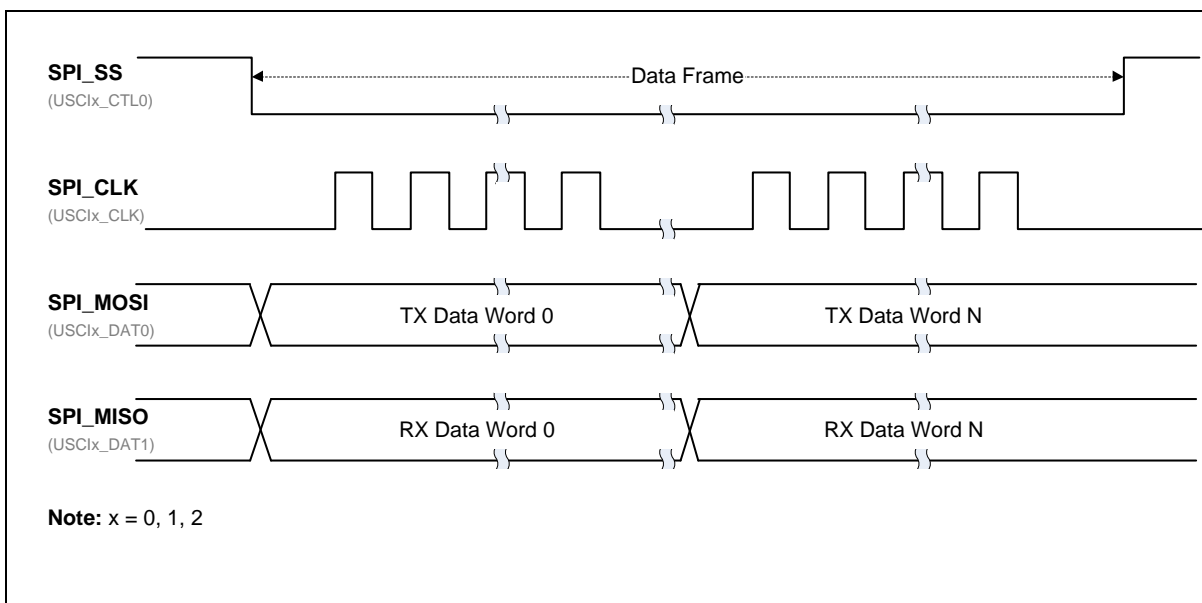 SPI_SS
(USCIx_CTL0)
Data Frame
SPI_CLK
(USCIx_CLK)
SPI_MOSI
(USCIx_DAT0)
TX Data Word 0
TX Data Word N
SPI_MISO
(USCIx_DAT1)
RX Data Word 0
RX Data Word N
Note: x = 0, 1, 2